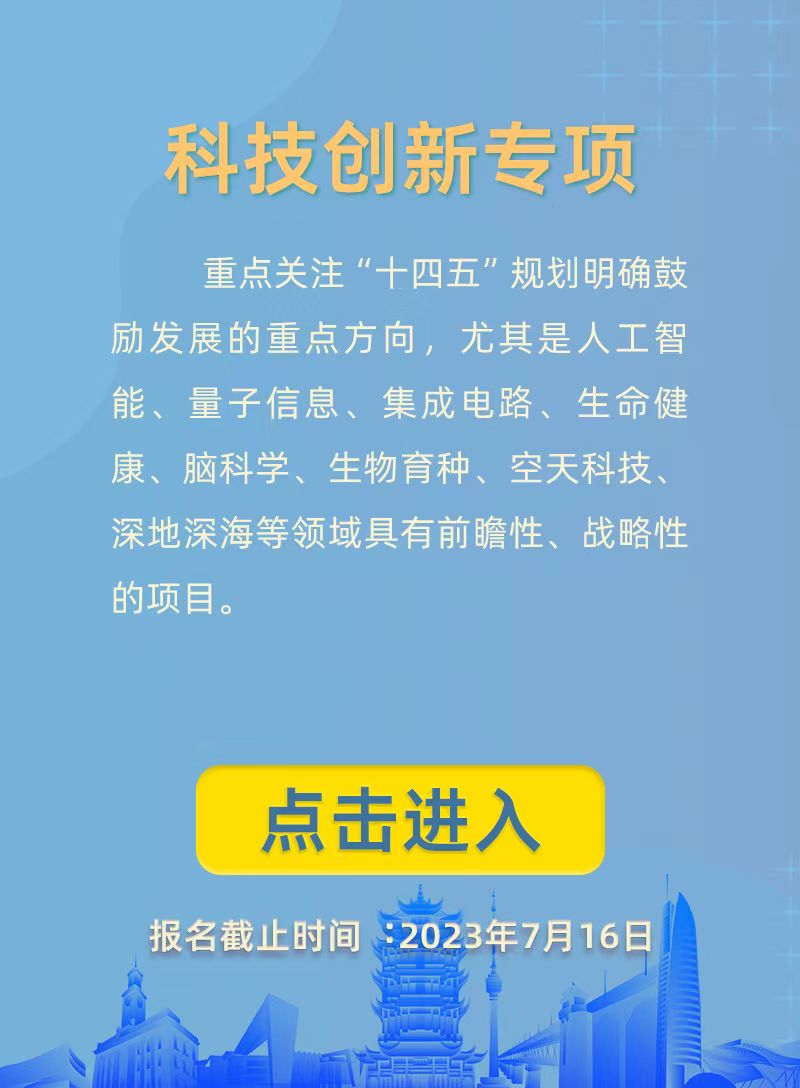 科技创新专项
重点关注“十四五”规划明确鼓
励发展的重点方向，尤其是人工智
能、量子信息、集成电路、生命健
康、脑科学、生物育种、空天科技、
深地深海等领域具有前瞻性、战略性
的项目。
点击进入
报名截止时间：2023年7月16日